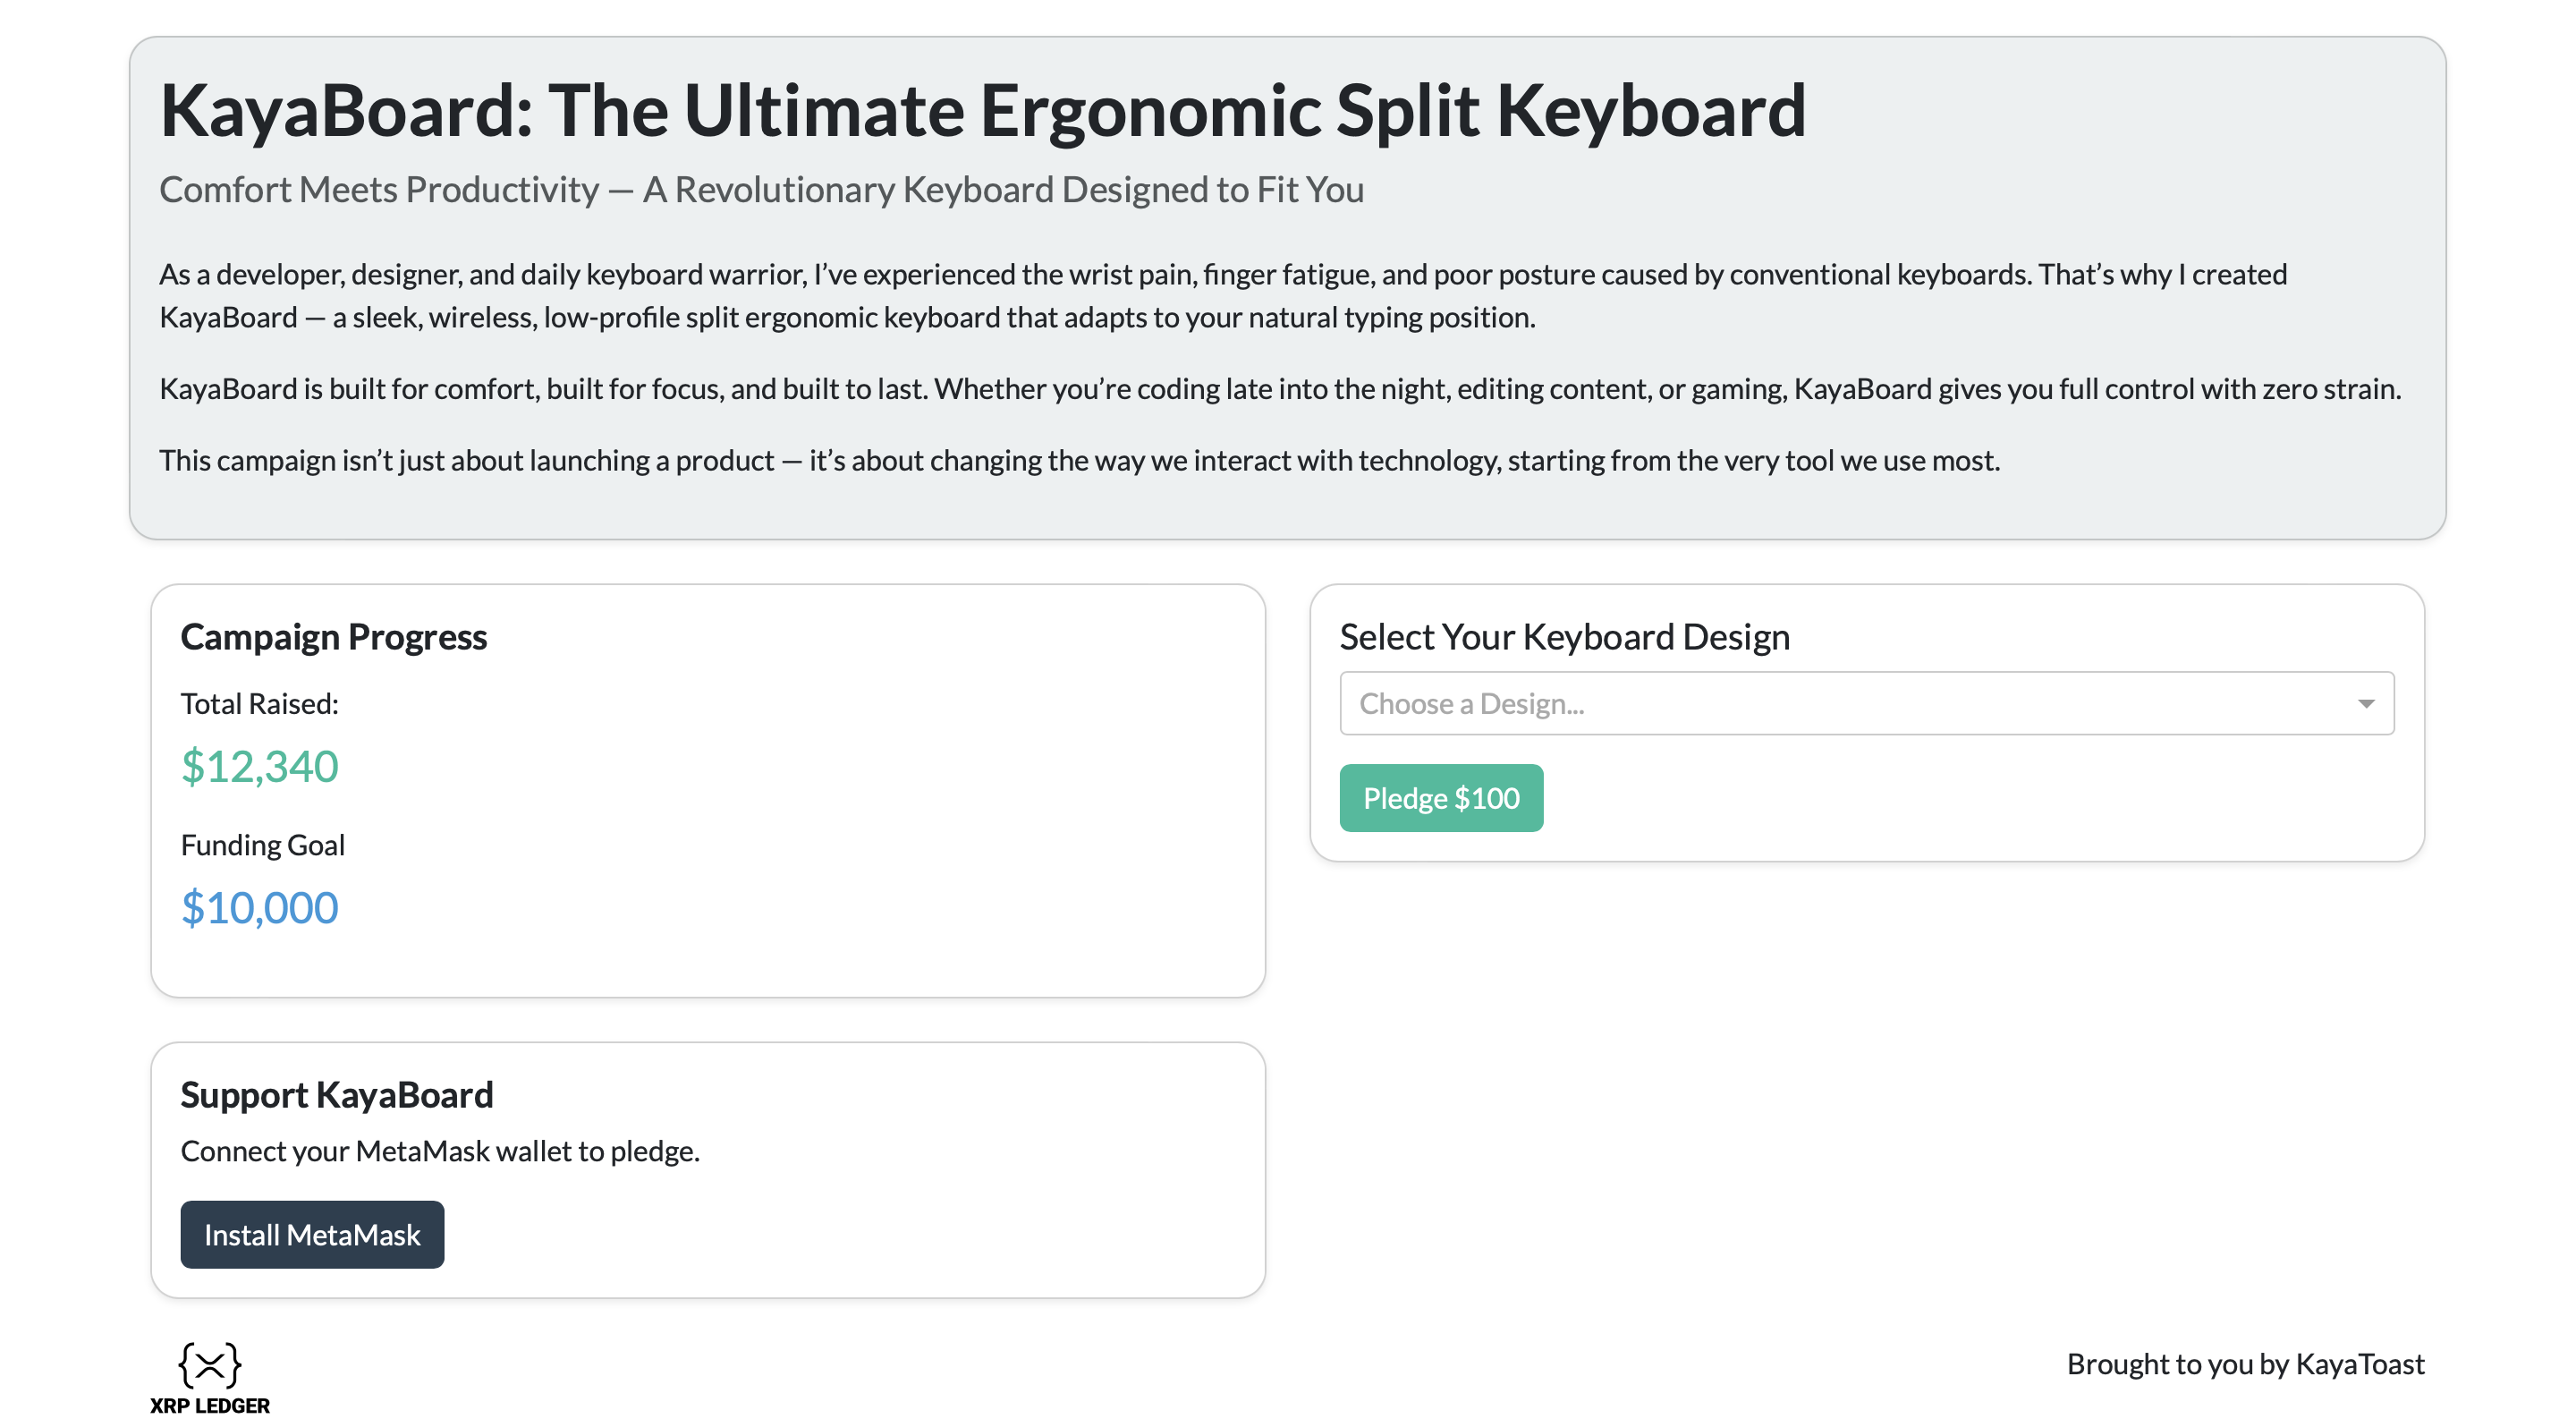 KayaBoard: The Ultimate Ergonomic Split Keyboard
Comfort Meets Productivity — A Revolutionary Keyboard Designed to Fit You
As a developer, designer, and daily keyboard warrior, I’ve experienced the wrist pain, finger fatigue, and poor posture caused by conventional keyboards. That’s why I created
KayaBoard — a sleek, wireless, low-profile split ergonomic keyboard that adapts to your natural typing position.
KayaBoard is built for comfort, built for focus, and built to last. Whether you’re coding late into the night, editing content, or gaming, KayaBoard gives you full control with zero strain.
This campaign isn’t just about launching a product — it’s about changing the way we interact with technology, starting from the very tool we use most.
Campaign Progress
Total Raised:
$12,340
Funding Goal
$10,000
Select Your Keyboard Design
Choose a Design...
Pledge $100
Support KayaBoard
Connect your MetaMask wallet to pledge.
Install MetaMask
XRP LEDGER
Brought to you by KayaToast